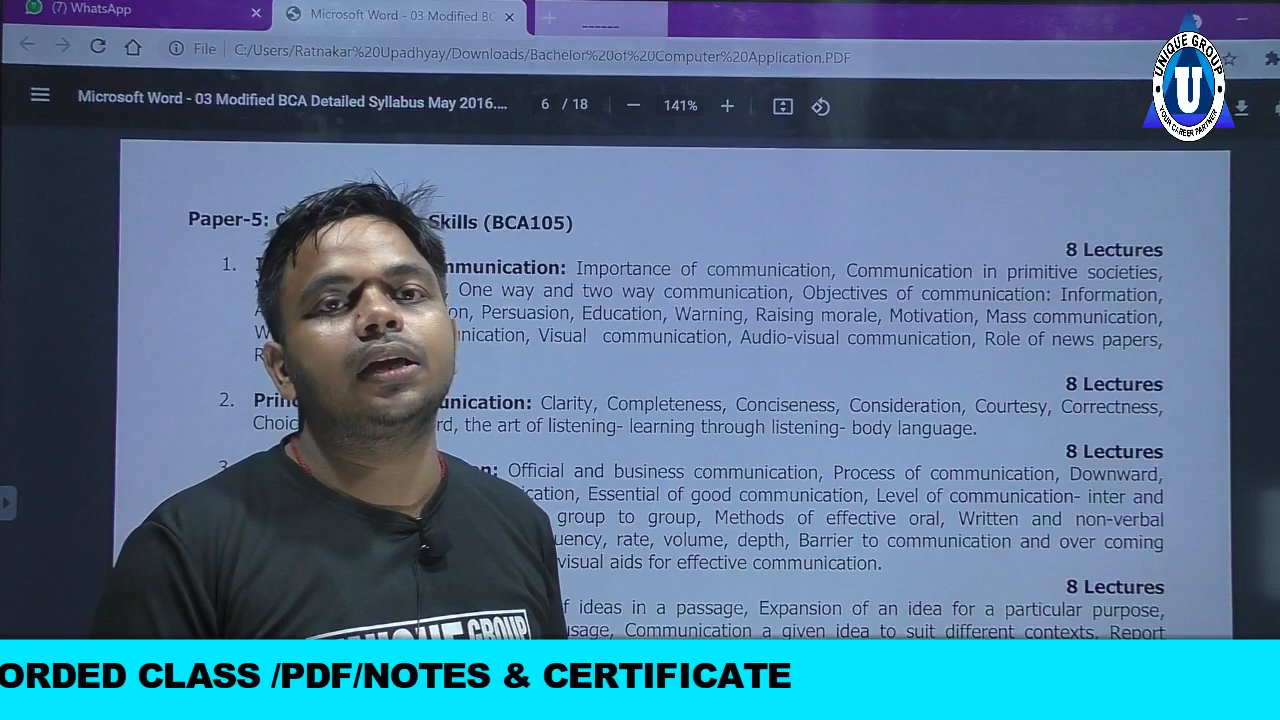 (7) WhatsApp
Microsoft Word - 03 Modified BC
File C:/Users/Ratnakar%20Upadhyay/Downloads/Bachelor%20of%20Computer%20Application.PDF
Microsoft Word - 03 Modified BCA Detailed Syllabus May 2016....
6 / 18
141%
UNIQUE GROUP
U
YOUR CAREER PARTNER
Paper-5: Skills (BCA105)
8 Lectures
1. mmunication: Importance of communication, Communication in primitive societies,
One way and two way communication, Objectives of communication: Information,
on, Persuasion, Education, Warning, Raising morale, Motivation, Mass communication,
nication, Visual communication, Audio-visual communication, Role of news papers,
8 Lectures
2. Prin unication: Clarity, Completeness, Conciseness, Consideration, Courtesy, Correctness,
Choic rd, the art of listening- learning through listening- body language.
8 Lectures
3. n: Official and business communication, Process of communication, Downward,
ication, Essential of good communication, Level of communication- inter and
group to group, Methods of effective oral, Written and non-verbal
uency, rate, volume, depth, Barrier to communication and over coming
visual aids for effective communication.
8 Lectures
f ideas in a passage, Expansion of an idea for a particular purpose,
usage, Communication a given idea to suit different contexts, Report
UNIQUE GROUP
ORDED CLASS /PDF/NOTES & CERTIFICATE